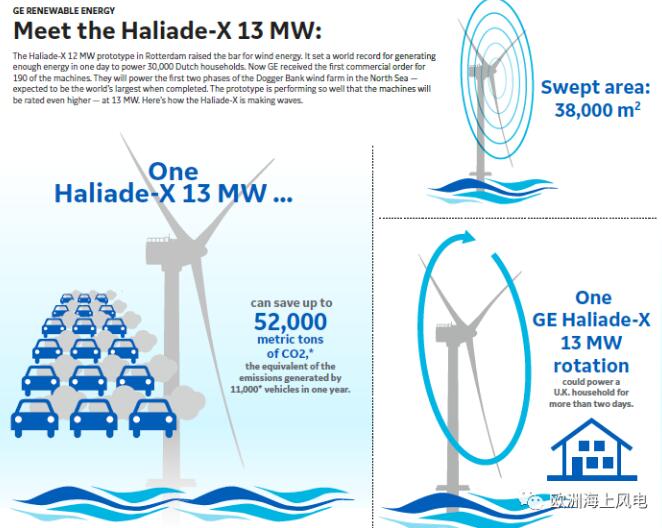 GE RENEWABLE ENERGY
Meet the Haliade-X 13 MW:
The Haliade-X 12 MW prototype in Rotterdam raised the bar for wind energy. It set a world record for generating
enough energy in one day to power 30,000 Dutch households. Now GE received the first commercial order for
190 of the machines. They will power the first two phases of the Dogger Bank wind farm in the North Sea —
expected to be the world's largest when completed. The prototype is performing so well that the machines will
be rated even higher — at 13 MW. Here's how the Haliade-X is making waves.
Swept area:
38,000 m²
One
Haliade-X 13 MW ...
can save up to
52,000
metric tons
of CO2,*
the equivalent of the
emissions generated by
11,000* vehicles in one year.
One
GE Haliade-X
13 MW
rotation
could power a
U.K. household for
more than two days.
欧洲海上风电